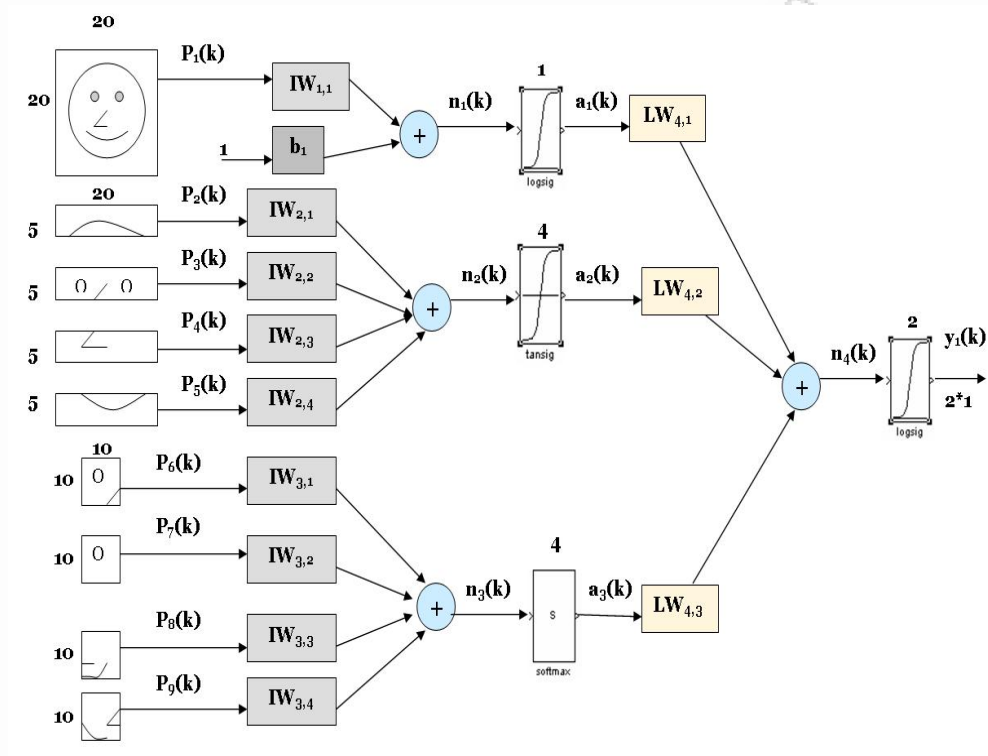 20
20
P₁(k)
IW₁,₁
1
b₁
+
n₁(k)
1
logsig
a₁(k)
LW₄,₁
20
5
P₂(k)
IW₂,₁
5
0 0
P₃(k)
IW₂,₂
5
P₄(k)
IW₂,₃
5
P₅(k)
IW₂,₄
+
n₂(k)
4
tansig
a₂(k)
LW₄,₂
10
10
0
P₆(k)
IW₃,₁
10
0
P₇(k)
IW₃,₂
10
P₈(k)
IW₃,₃
10
P₉(k)
IW₃,₄
+
n₃(k)
4
s
softmax
a₃(k)
LW₄,₃
+
n₄(k)
2
logsig
y₁(k)
2*1